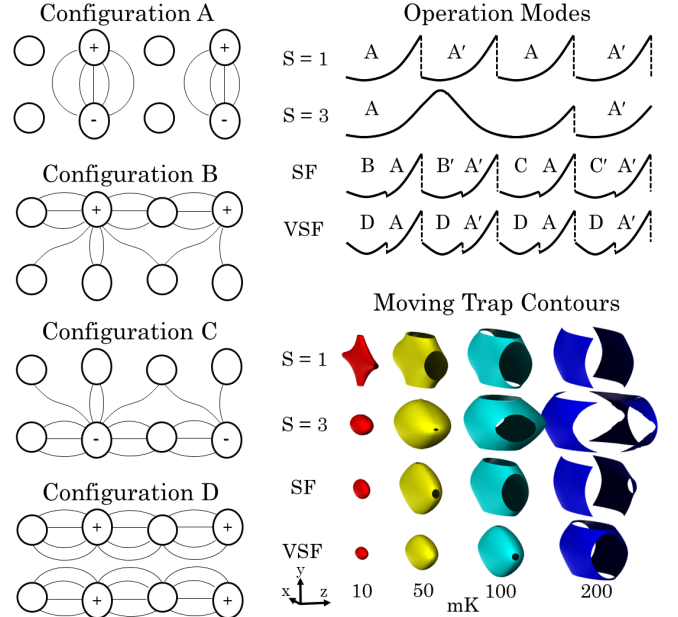 Configuration A
+ +
- -
Configuration B
+ +
Configuration C
- -
Configuration D
+ +
+ +
Operation Modes
S = 1 A A′ A A′
S = 3 A A′
SF B A B′ A′ C A C′ A′
VSF D A D A′ D A D A′
Moving Trap Contours
S = 1
S = 3
SF
VSF
y
x z
10 50 100 200
mK